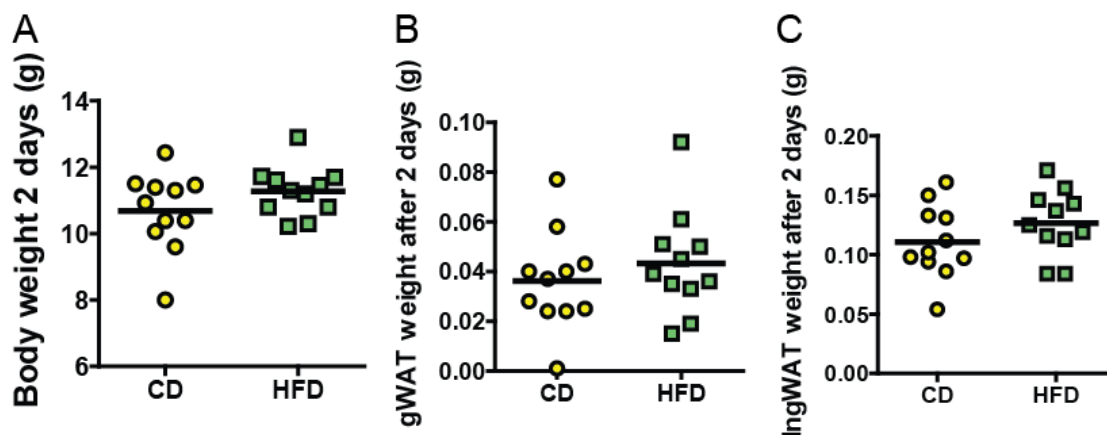 A
Body weight 2 days (g)
14
12
10
8
6
CD
HFD
B
gWAT weight after 2 days (g)
0.10
0.08
0.06
0.04
0.02
0.00
CD
HFD
C
IngWAT weight after 2 days (g)
0.20
0.15
0.10
0.05
0.00
CD
HFD